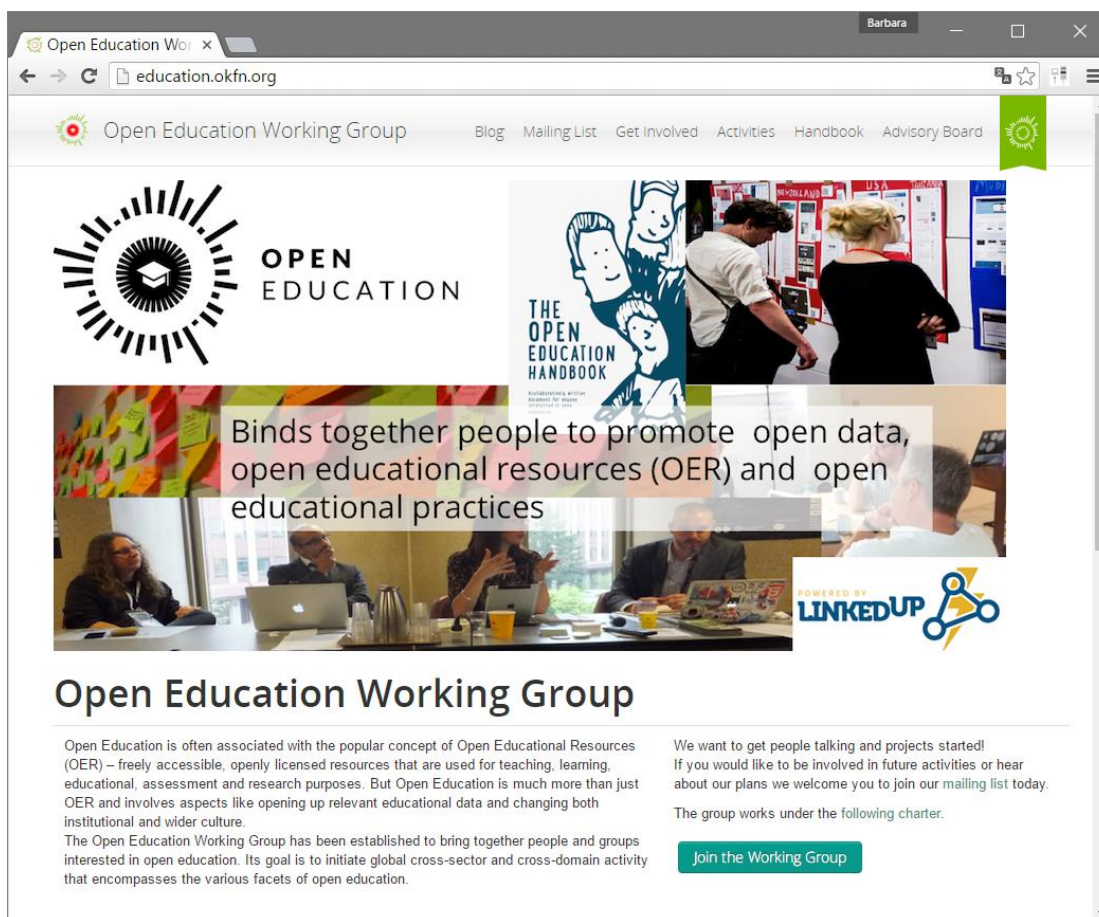 Barbara
Open Education Wor
education.okfn.org
Open Education Working Group
Blog Mailing List Get Involved Activities Handbook Advisory Board
OPEN
EDUCATION
THE
OPEN
EDUCATION
HANDBOOK
NEW ZOLLAND
USA
Binds together people to promote open data,
open educational resources (OER) and open
educational practices
POWERED BY
LINKEDUP
Open Education Working Group
Open Education is often associated with the popular concept of Open Educational Resources
(OER) – freely accessible, openly licensed resources that are used for teaching, learning,
educational, assessment and research purposes. But Open Education is much more than just
OER and involves aspects like opening up relevant educational data and changing both
institutional and wider culture.
The Open Education Working Group has been established to bring together people and groups
interested in open education. Its goal is to initiate global cross-sector and cross-domain activity
that encompasses the various facets of open education.
We want to get people talking and projects started!
If you would like to be involved in future activities or hear
about our plans we welcome you to join our mailing list today.
The group works under the following charter.
Join the Working Group